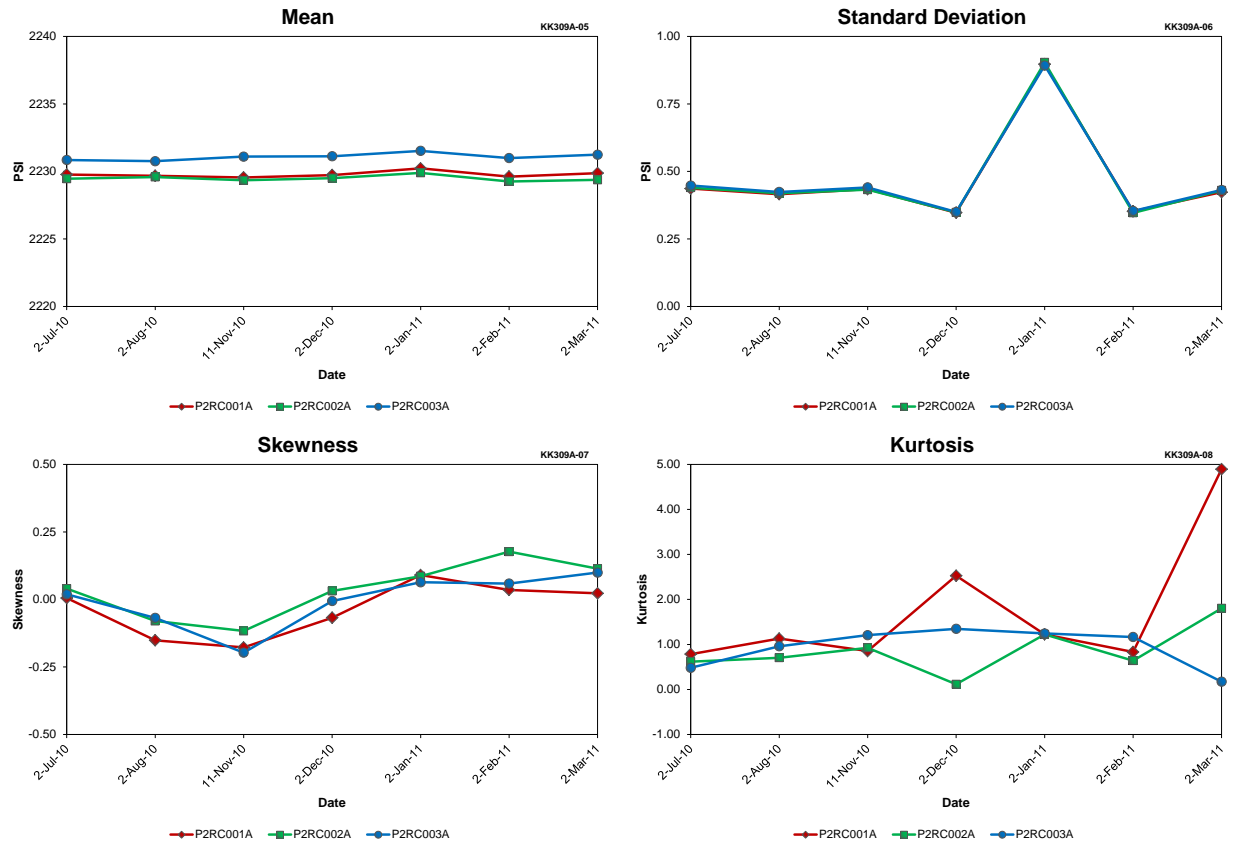 Mean
KK309A-05
2240
2235
2230
2225
2220
PSI
2-Jul-10
2-Aug-10
11-Nov-10
2-Dec-10
2-Jan-11
2-Feb-11
2-Mar-11
Date
P2RC001A P2RC002A P2RC003A
Standard Deviation
KK309A-06
1.00
0.75
0.50
0.25
0.00
PSI
2-Jul-10
2-Aug-10
11-Nov-10
2-Dec-10
2-Jan-11
2-Feb-11
2-Mar-11
Date
P2RC001A P2RC002A P2RC003A
Skewness
KK309A-07
0.50
0.25
0.00
-0.25
-0.50
Skewness
2-Jul-10
2-Aug-10
11-Nov-10
2-Dec-10
2-Jan-11
2-Feb-11
2-Mar-11
Date
P2RC001A P2RC002A P2RC003A
Kurtosis
KK309A-08
5.00
4.00
3.00
2.00
1.00
0.00
-1.00
Kurtosis
2-Jul-10
2-Aug-10
11-Nov-10
2-Dec-10
2-Jan-11
2-Feb-11
2-Mar-11
Date
P2RC001A P2RC002A P2RC003A